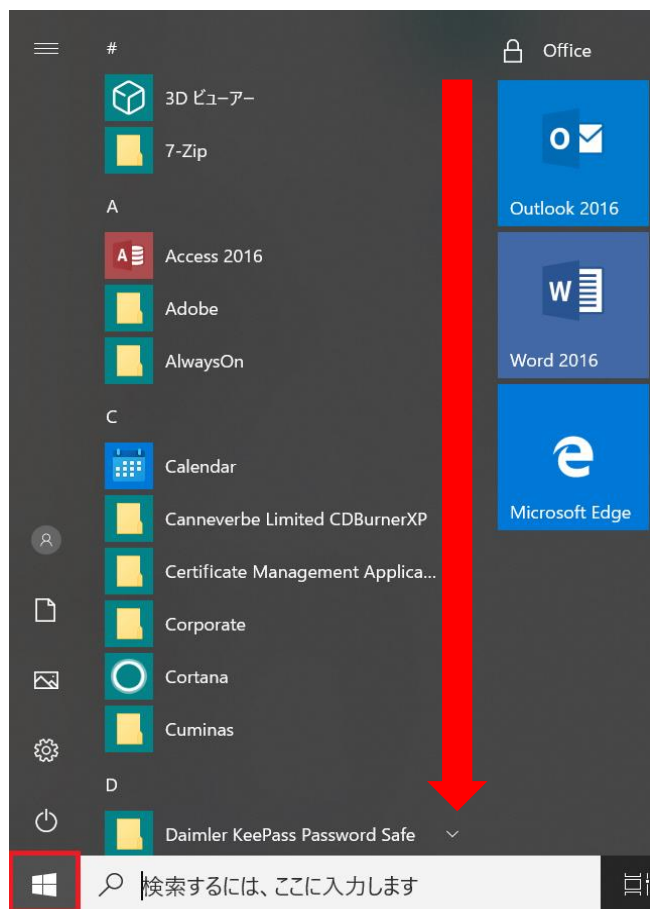 #
3D ビューアー
7-Zip
A
Access 2016
Adobe
AlwaysOn
C
Calendar
Canneverbe Limited CDBurnerXP
Certificate Management Applica...
Corporate
Cortana
Cuminas
D
Daimler KeePass Password Safe
Office
Outlook 2016
Word 2016
Microsoft Edge
検索するには、ここに入力します